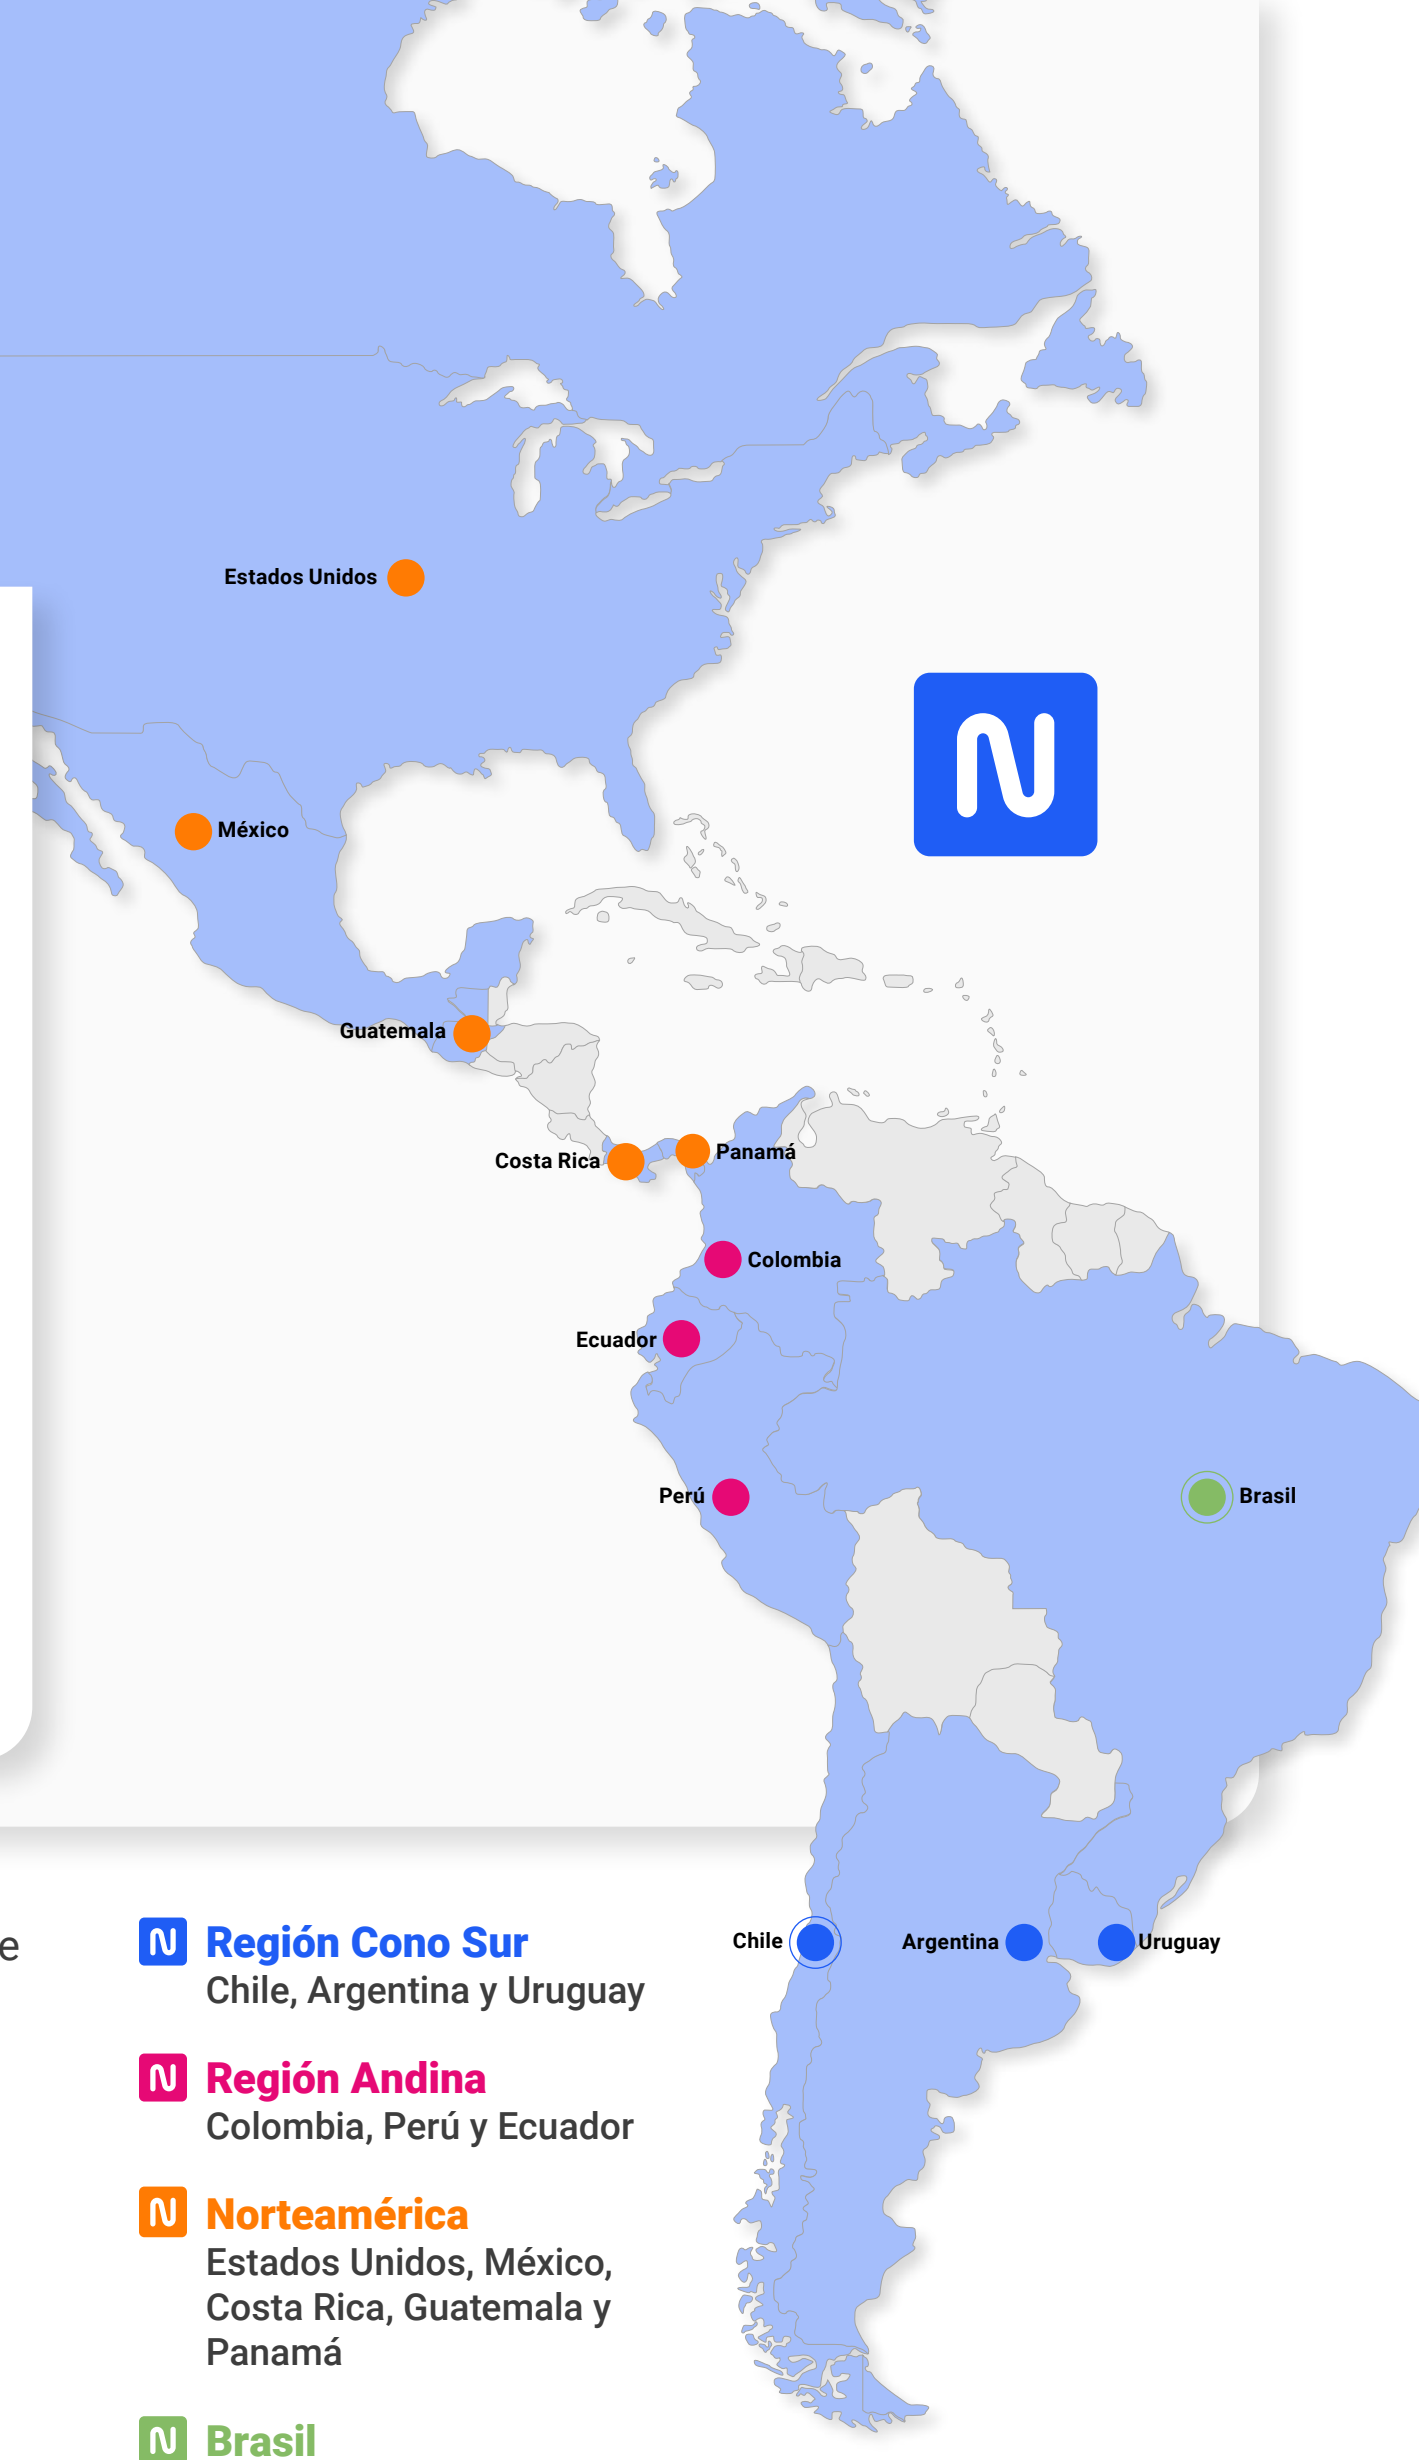 Estados Unidos
México
Guatemala
Costa Rica
Panamá
Colombia
Ecuador
Perú
Brasil
e
Región Cono Sur
Chile, Argentina y Uruguay
Chile
Argentina
Uruguay
Región Andina
Colombia, Perú y Ecuador
Norteamérica
Estados Unidos, México,
Costa Rica, Guatemala y
Panamá
Brasil